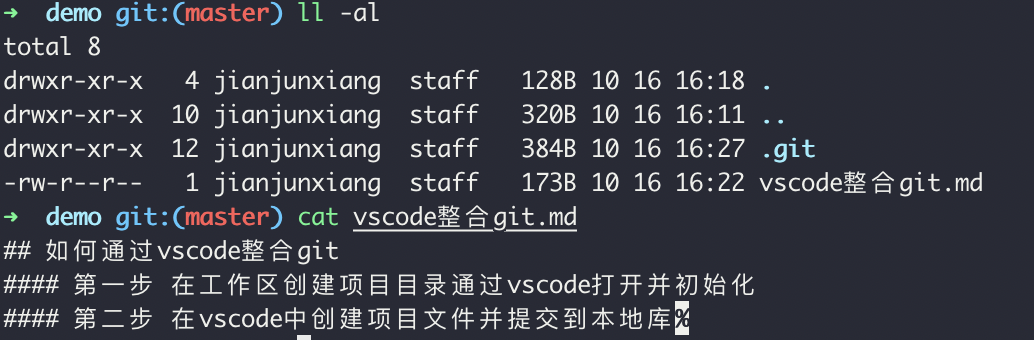 ➜  demo git:(master) ll -al
total 8
drwxr-xr-x   4 jianjunxiang  staff   128B 10 16 16:18 .
drwxr-xr-x  10 jianjunxiang  staff   320B 10 16 16:11 ..
drwxr-xr-x  12 jianjunxiang  staff   384B 10 16 16:27 .git
-rw-r--r--   1 jianjunxiang  staff   173B 10 16 16:22 vscode整合git.md
➜  demo git:(master) cat vscode整合git.md
## 如何通过vscode整合git
#### 第一步 在工作区创建项目目录通过vscode打开并初始化
#### 第二步 在vscode中创建项目文件并提交到本地库%